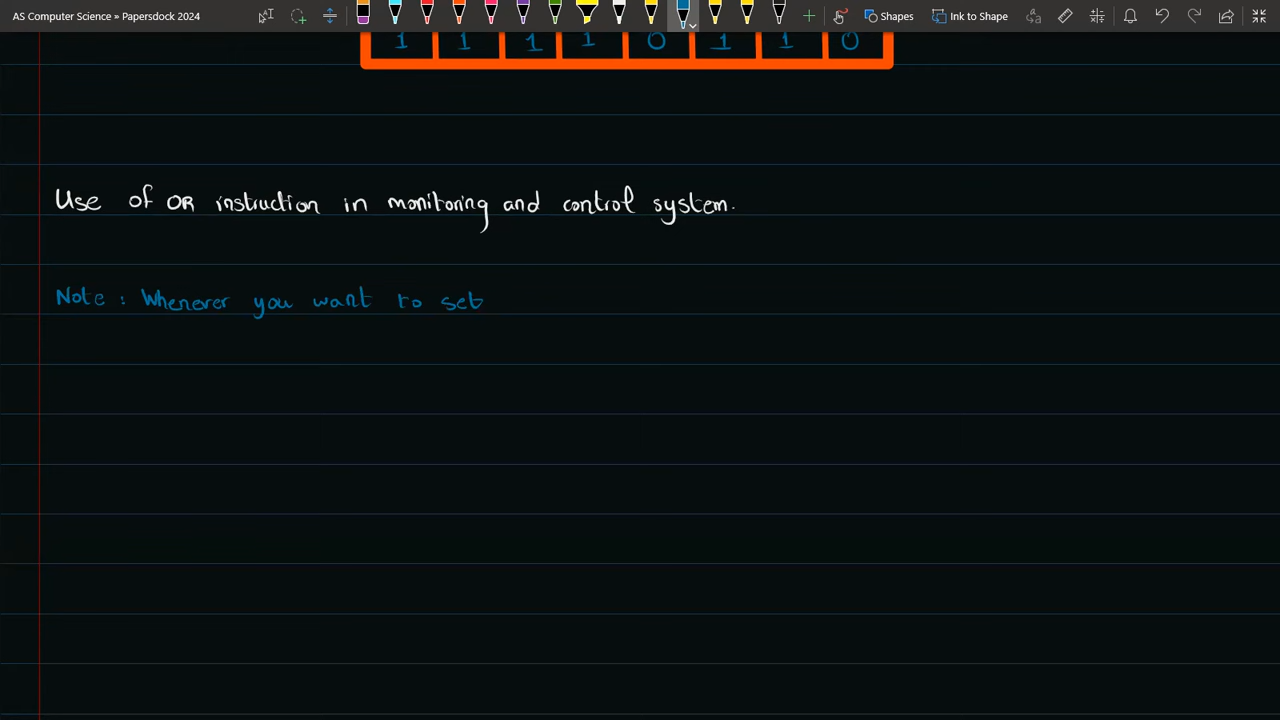 AS Computer Science » Papersdock 2024
Shapes
Ink to Shape
1 1 1 1 0 1 1 0
Use of OR instruction in monitoring and control system.
Note : Whenever you want to set